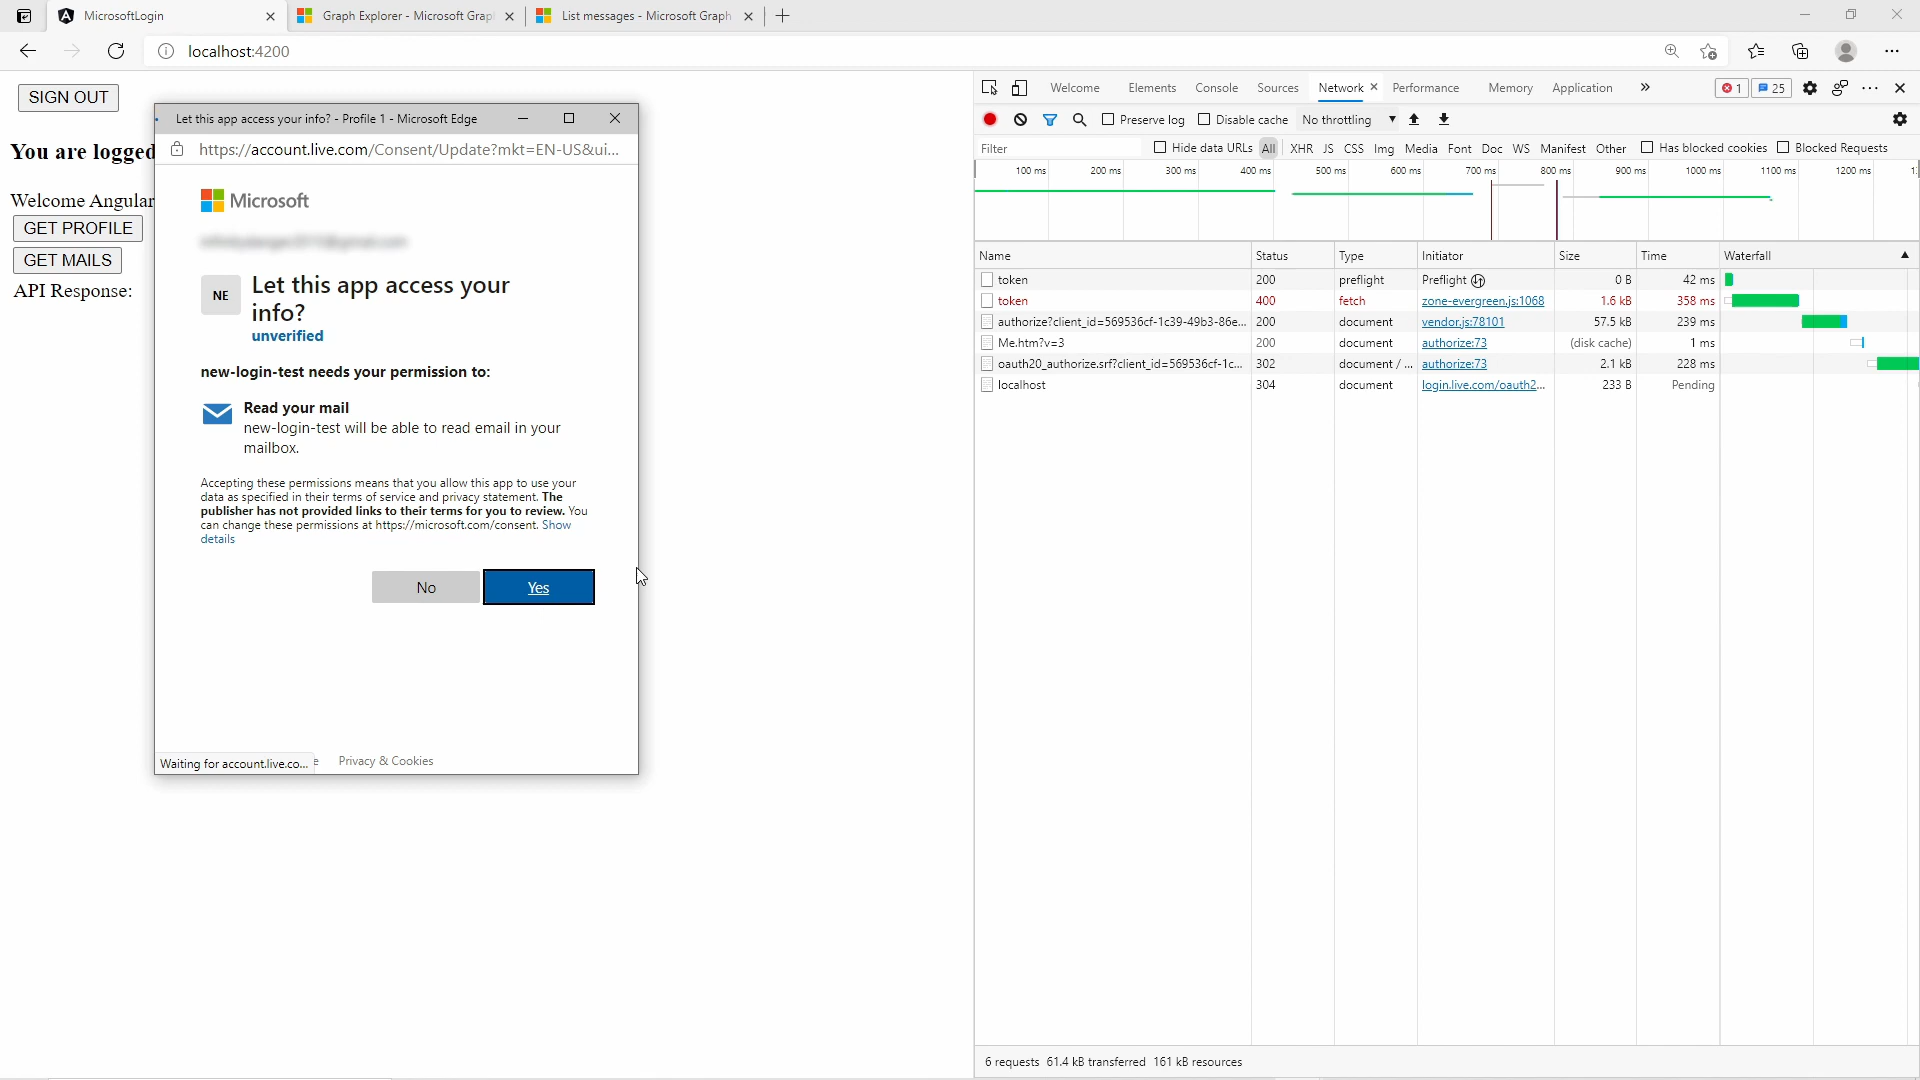 MicrosoftLogin
Graph Explorer - Microsoft Grap
List messages - Microsoft Graph
localhost:4200
SIGN OUT
You are logged
Welcome Angular
GET PROFILE
GET MAILS
API Response:
Let this app access your info? - Profile 1 - Microsoft Edge
https://account.live.com/Consent/Update?mkt=EN-US&ui...
Microsoft
NE
Let this app access your
info?
unverified
new-login-test needs your permission to:
Read your mail
new-login-test will be able to read email in your
mailbox.
Accepting these permissions means that you allow this app to use your
data as specified in their terms of service and privacy statement. The
publisher has not provided links to their terms for you to review. You
can change these permissions at https://microsoft.com/consent. Show
details
No
Yes
Waiting for account.live.co...
Privacy & Cookies
Welcome Elements Console Sources Network Performance Memory Application 1 25
Preserve log Disable cache No throttling
Filter Hide data URLs All XHR JS CSS Img Media Font Doc WS Manifest Other Has blocked cookies Blocked Requests
100 ms 200 ms 300 ms 400 ms 500 ms 600 ms 700 ms 800 ms 900 ms 1000 ms 1100 ms 1200 ms
Name Status Type Initiator Size Time Waterfall
token 200 preflight Preflight 0 B 42 ms
token 400 fetch zone-evergreen.js:1068 1.6 kB 358 ms
authorize?client_id=569536cf-1c39-49b3-86e... 200 document vendor.js:78101 57.5 kB 239 ms
Me.htm?v=3 200 document authorize:73 (disk cache) 1 ms
oauth20_authorize.srf?client_id=569536cf-1c... 302 document / ... authorize:73 2.1 kB 228 ms
localhost 304 document login.live.com/oauth2... 233 B Pending
6 requests 61.4 kB transferred 161 kB resources